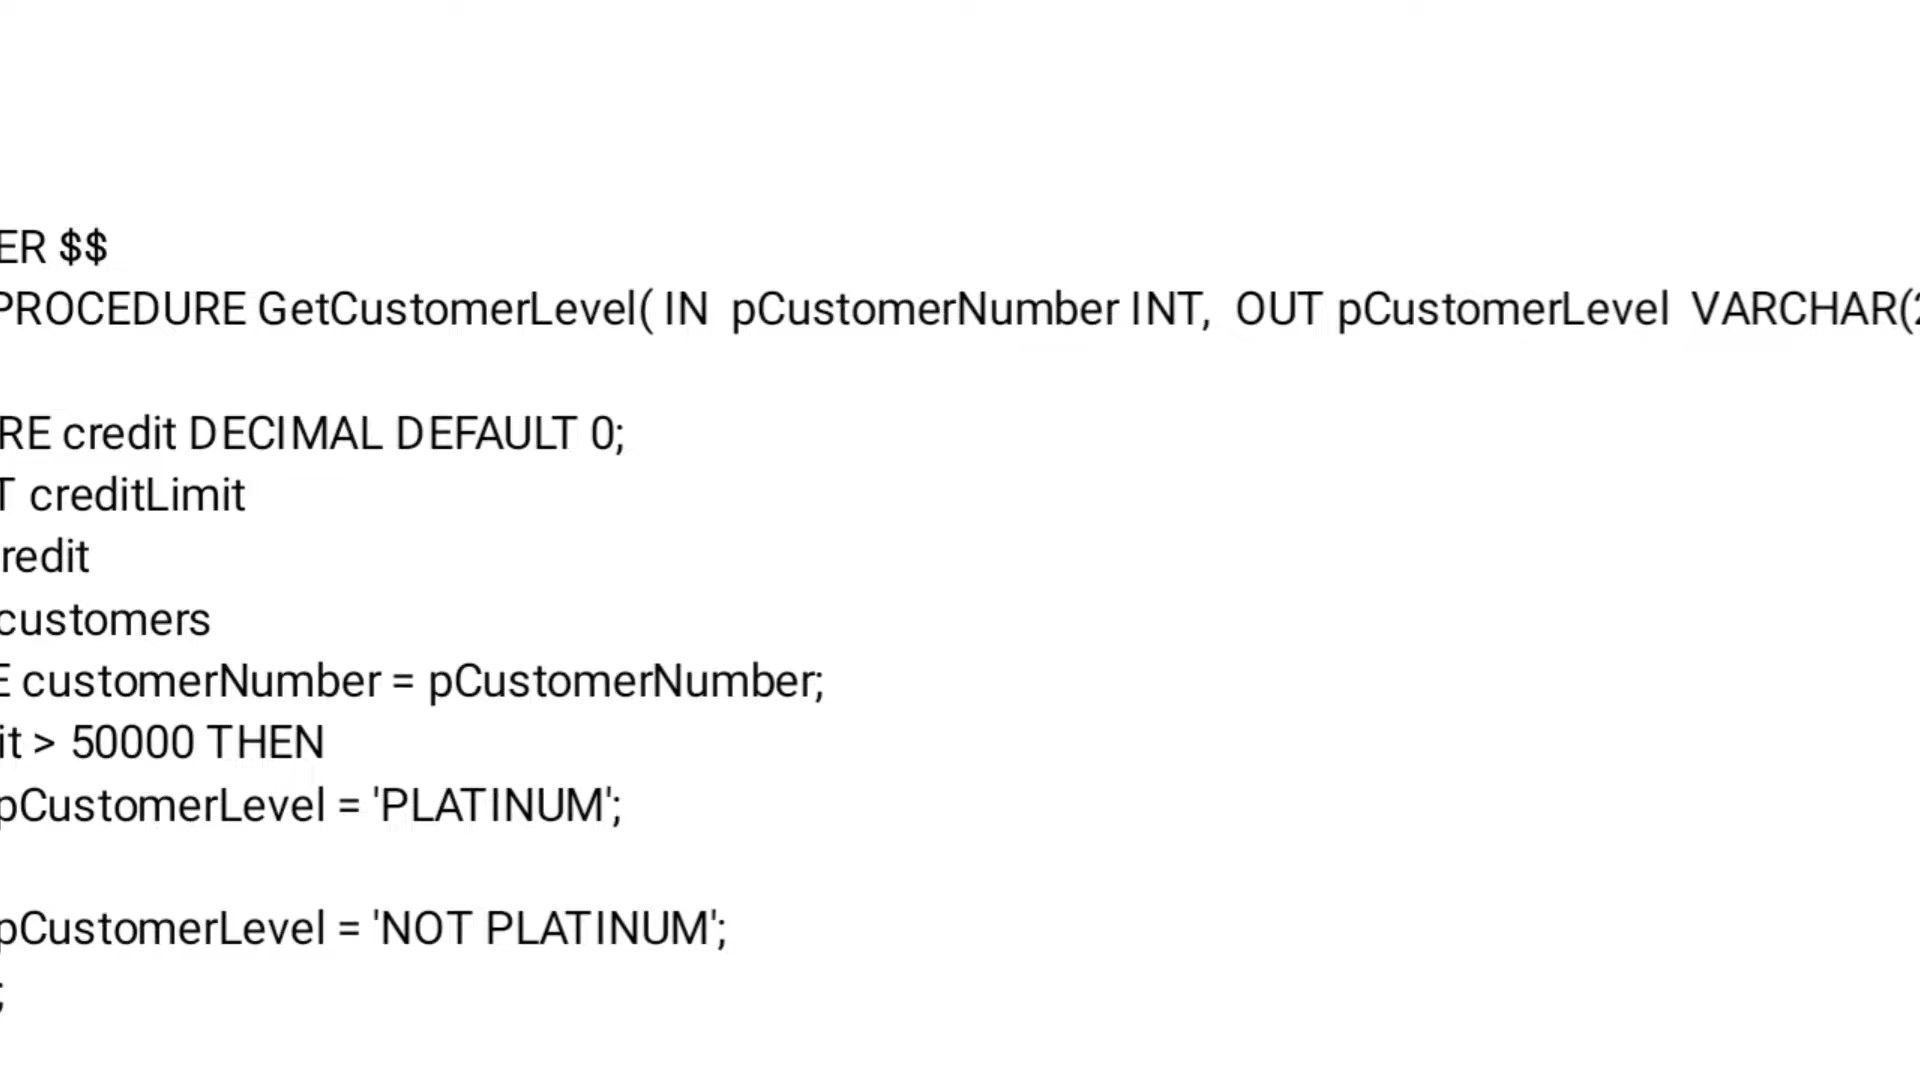 ER $$
PROCEDURE GetCustomerLevel( IN pCustomerNumber INT, OUT pCustomerLevel VARCHAR(2
RE credit DECIMAL DEFAULT 0;
T creditLimit
redit
customers
E customerNumber = pCustomerNumber;
it > 50000 THEN
pCustomerLevel = 'PLATINUM';
pCustomerLevel = 'NOT PLATINUM';
;